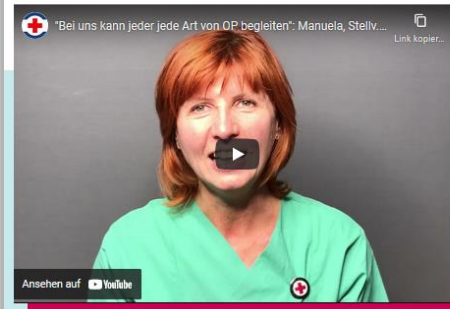 "Bei uns kann jeder jede Art von OP begleiten": Manuela, Stellv....
Link kopier...
Ansehen auf YouTube